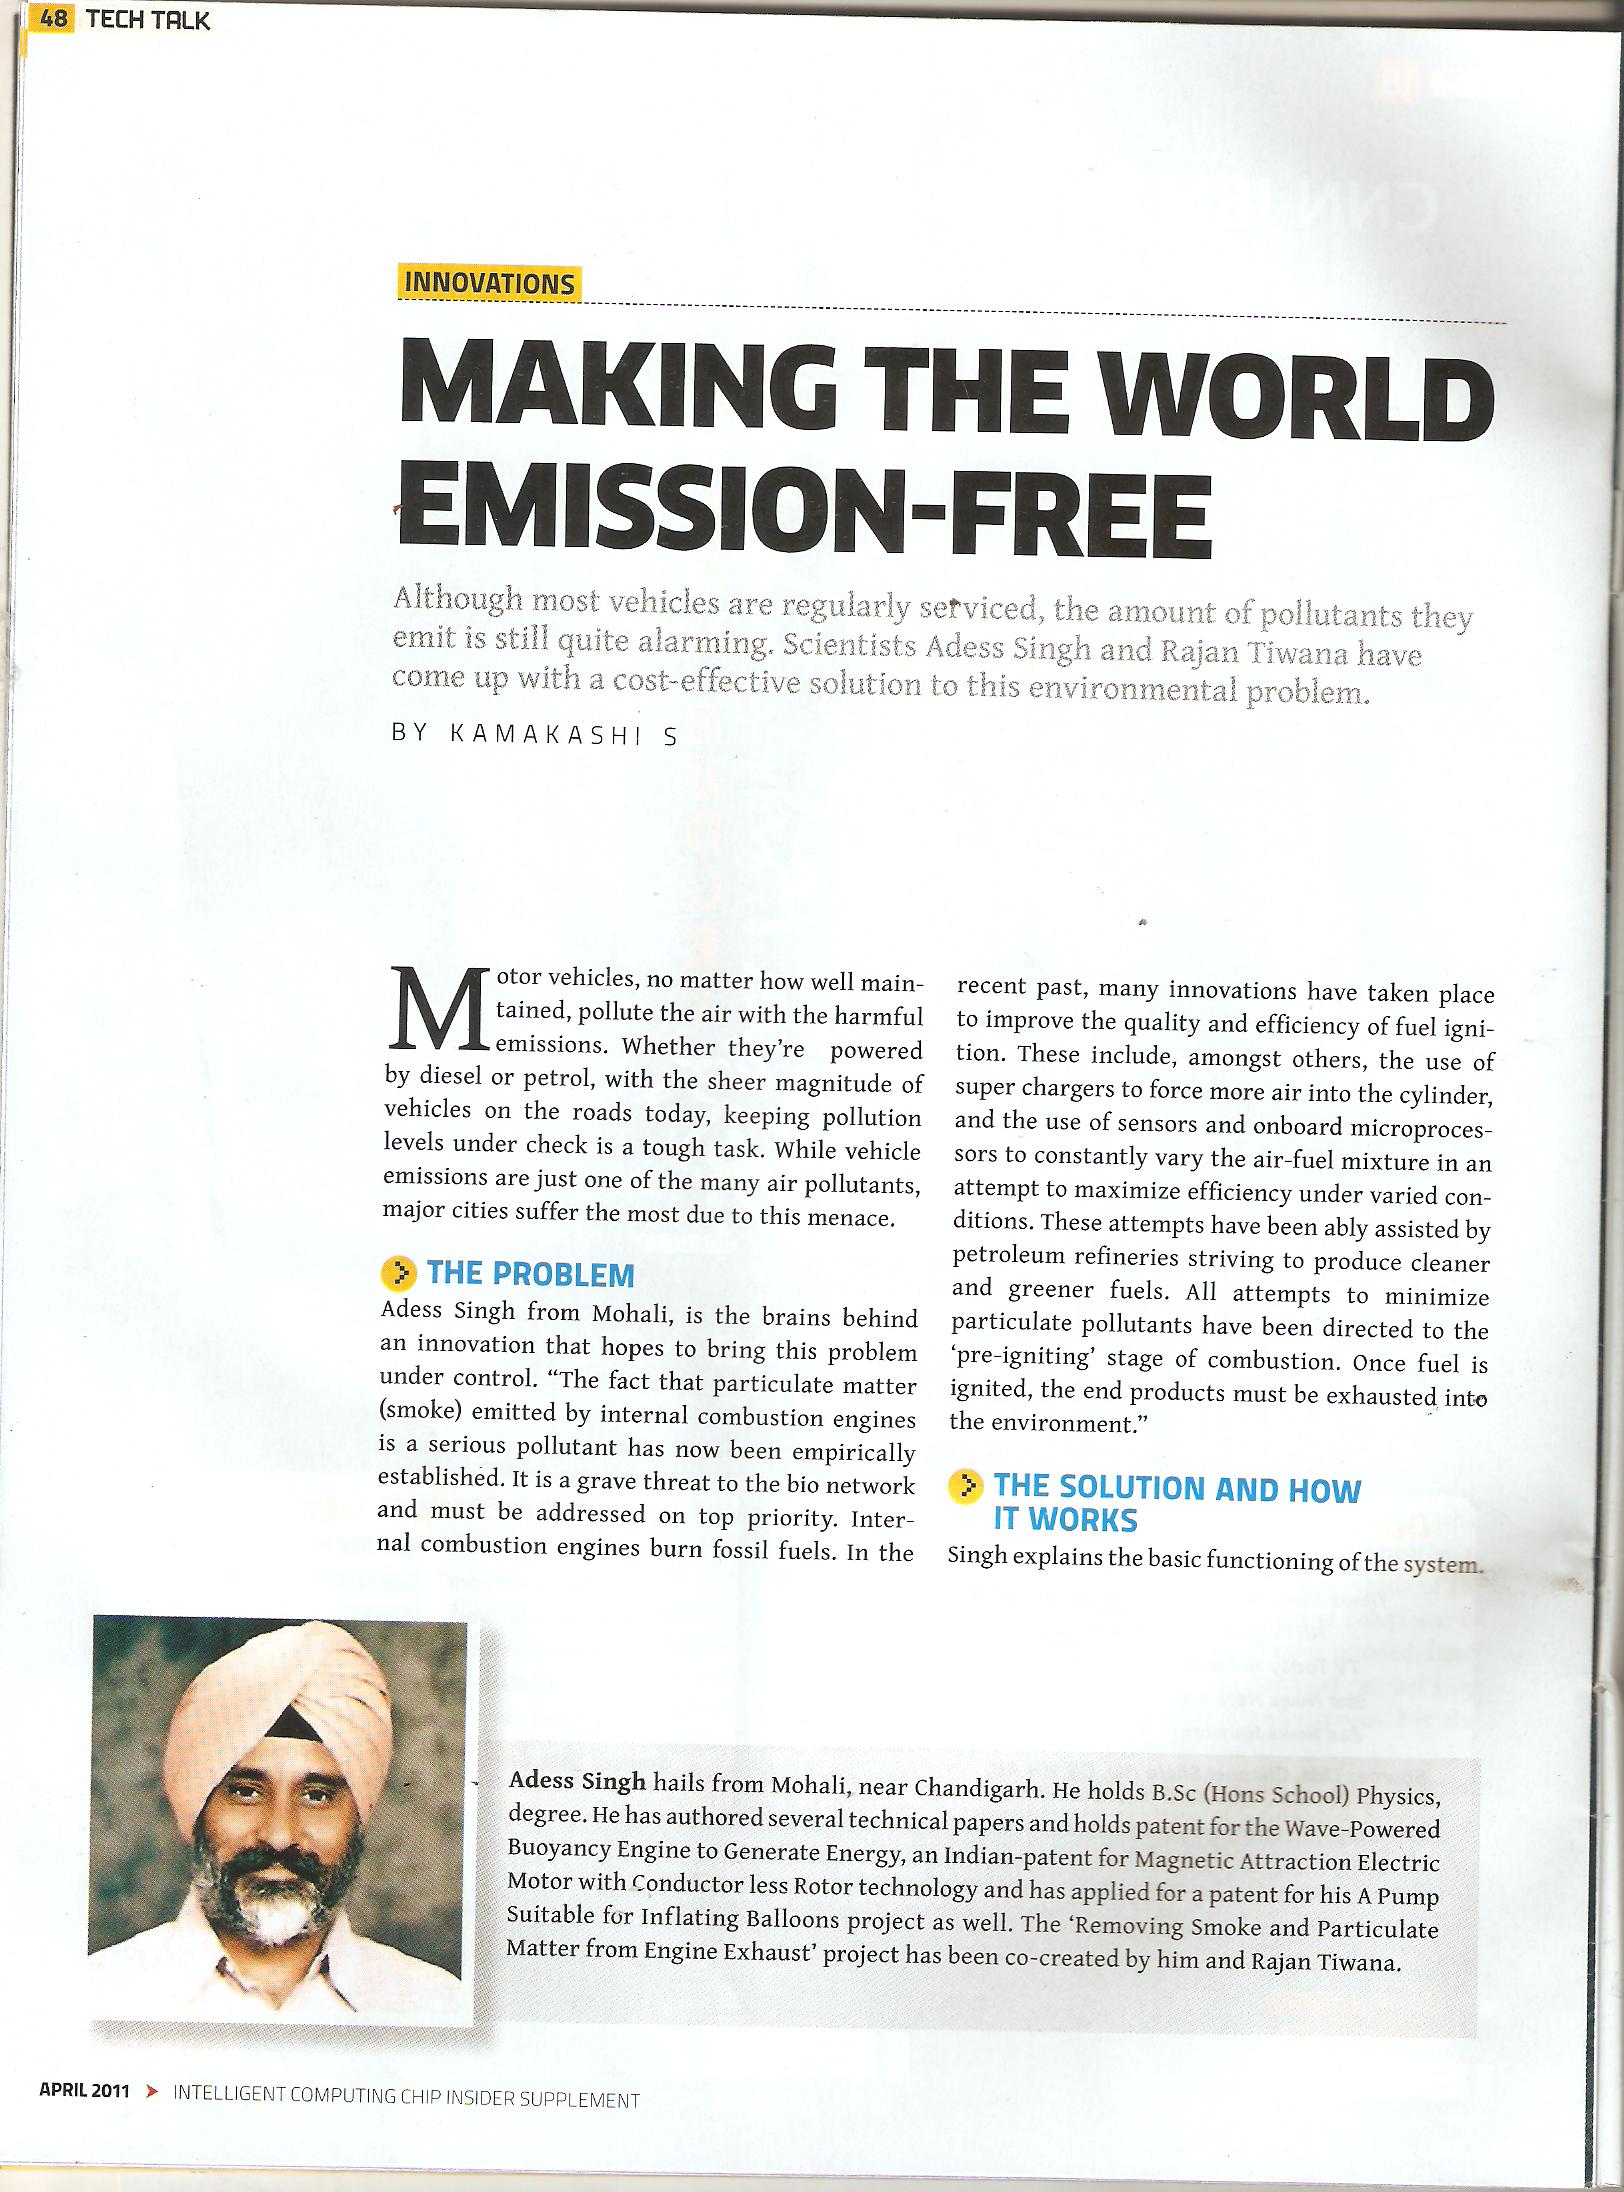 48 TECH TALK
INNOVATIONS
MAKING THE WORLD
EMISSION-FREE
Although most vehicles are regularly serviced, the amount of pollutants they
emit is still quite alarming. Scientists Adess Singh and Rajan Tiwana have
come up with a cost-effective solution to this environmental problem.
BY KAMAKASHI S
Motor vehicles, no matter how well main-
tained, pollute the air with the harmful
emissions. Whether they're powered
by diesel or petrol, with the sheer magnitude of
vehicles on the roads today, keeping pollution
levels under check is a tough task. While vehicle
emissions are just one of the many air pollutants,
major cities suffer the most due to this menace.
THE PROBLEM
Adess Singh from Mohali, is the brains behind
an innovation that hopes to bring this problem
under control. “The fact that particulate matter
(smoke) emitted by internal combustion engines
is a serious pollutant has now been empirically
established. It is a grave threat to the bio network
and must be addressed on top priority. Inter-
nal combustion engines burn fossil fuels. In the
recent past, many innovations have taken place
to improve the quality and efficiency of fuel igni-
tion. These include, amongst others, the use of
super chargers to force more air into the cylinder,
and the use of sensors and onboard microproces-
sors to constantly vary the air-fuel mixture in an
attempt to maximize efficiency under varied con-
ditions. These attempts have been ably assisted by
petroleum refineries striving to produce cleaner
and greener fuels. All attempts to minimize
particulate pollutants have been directed to the
‘pre-igniting’ stage of combustion. Once fuel is
ignited, the end products must be exhausted into
the environment.”
THE SOLUTION AND HOW
IT WORKS
Singh explains the basic functioning of the system.
Adess Singh hails from Mohali, near Chandigarh. He holds B.Sc (Hons School) Physics,
degree. He has authored several technical papers and holds patent for the Wave-Powered
Buoyancy Engine to Generate Energy, an Indian-patent for Magnetic Attraction Electric
Motor with Conductor less Rotor technology and has applied for a patent for his A Pump
Suitable for Inflating Balloons project as well. The ‘Removing Smoke and Particulate
Matter from Engine Exhaust’ project has been co-created by him and Rajan Tiwana.
APRIL 2011 INTELLIGENT COMPUTING CHIP INSIDER SUPPLEMENT